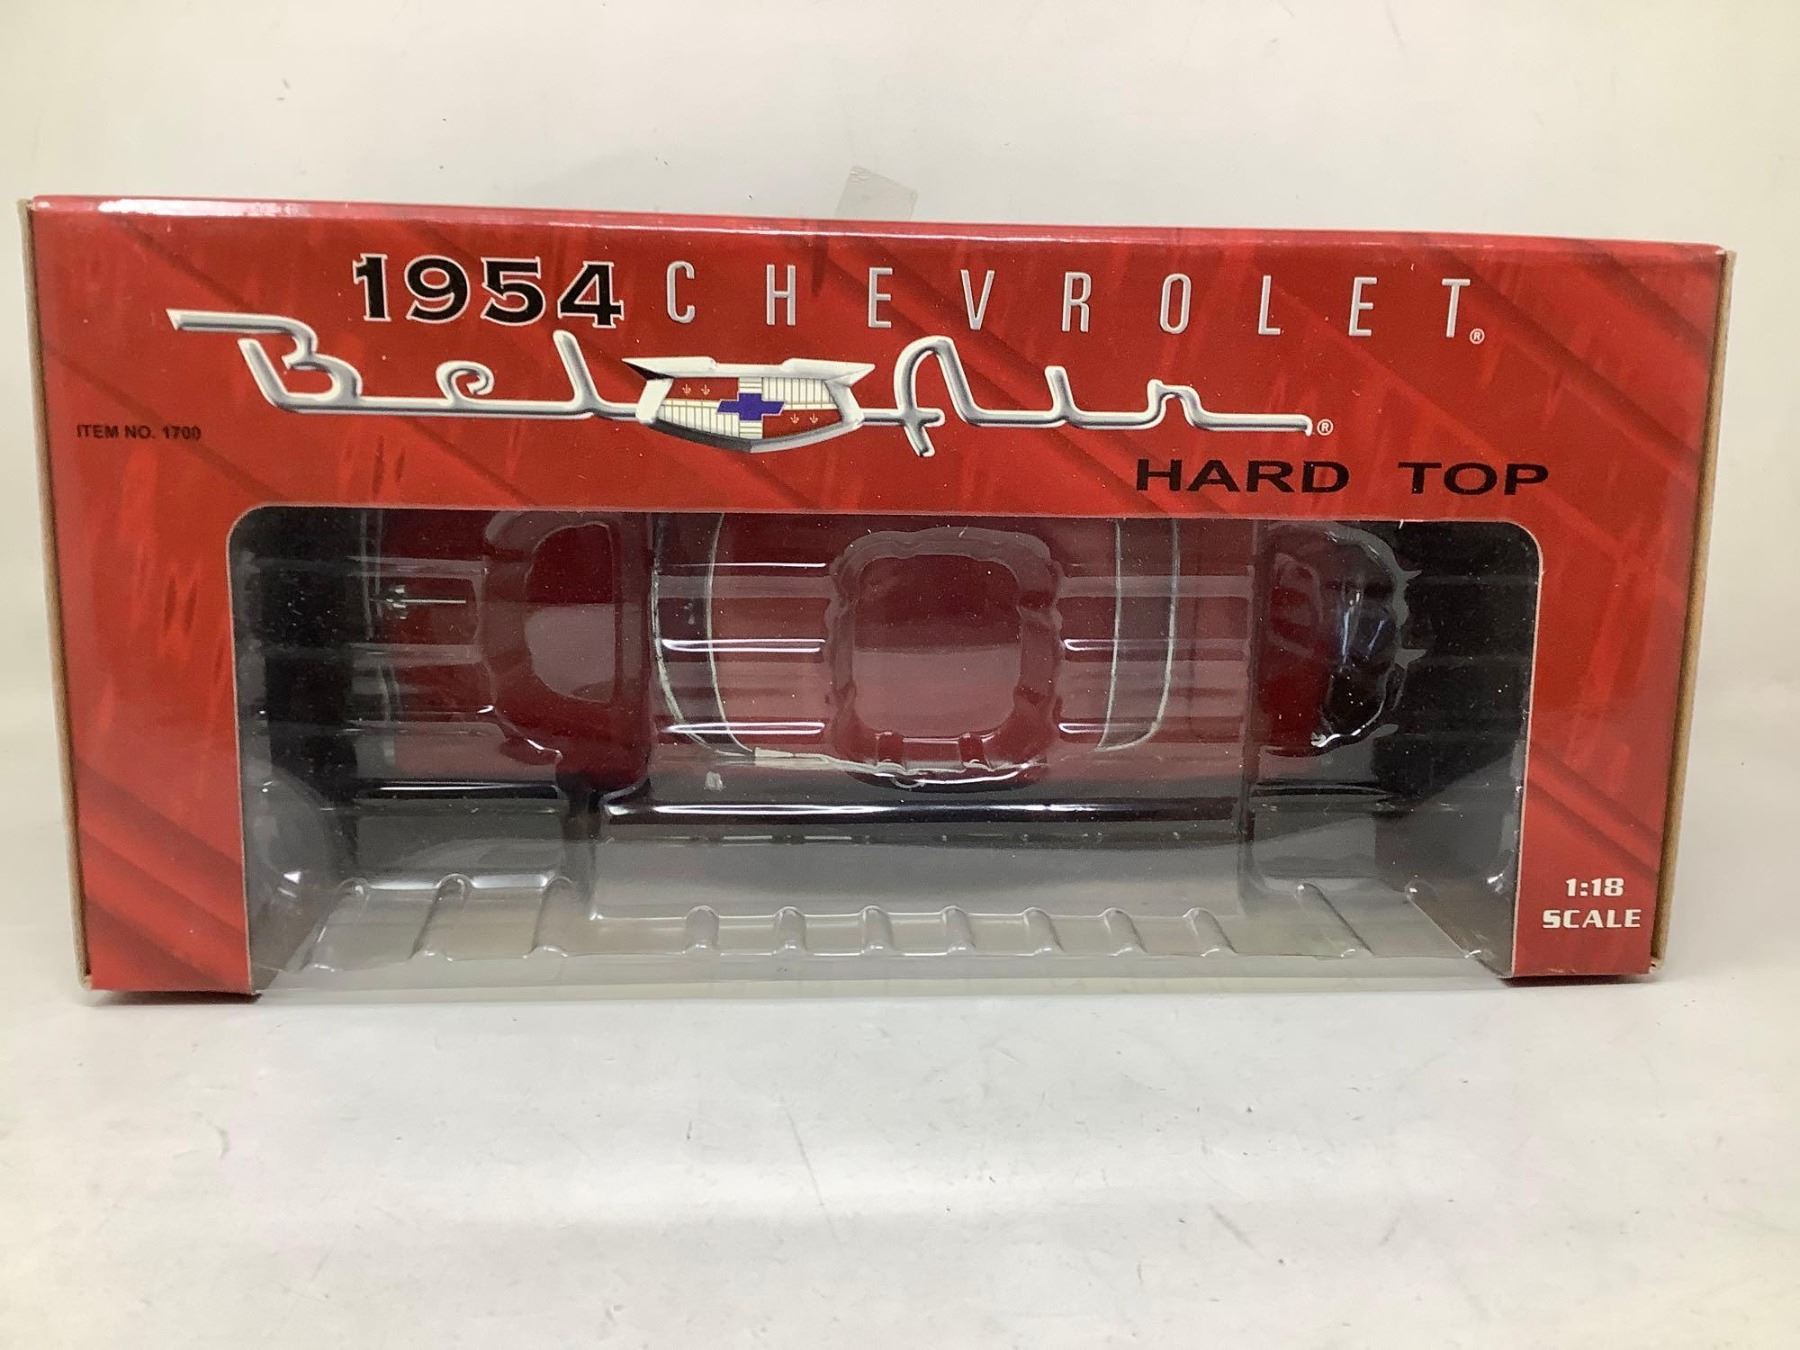 1954 CHEVROLET®
Bel Air®
ITEM NO. 1700
HARD TOP
1:18
SCALE